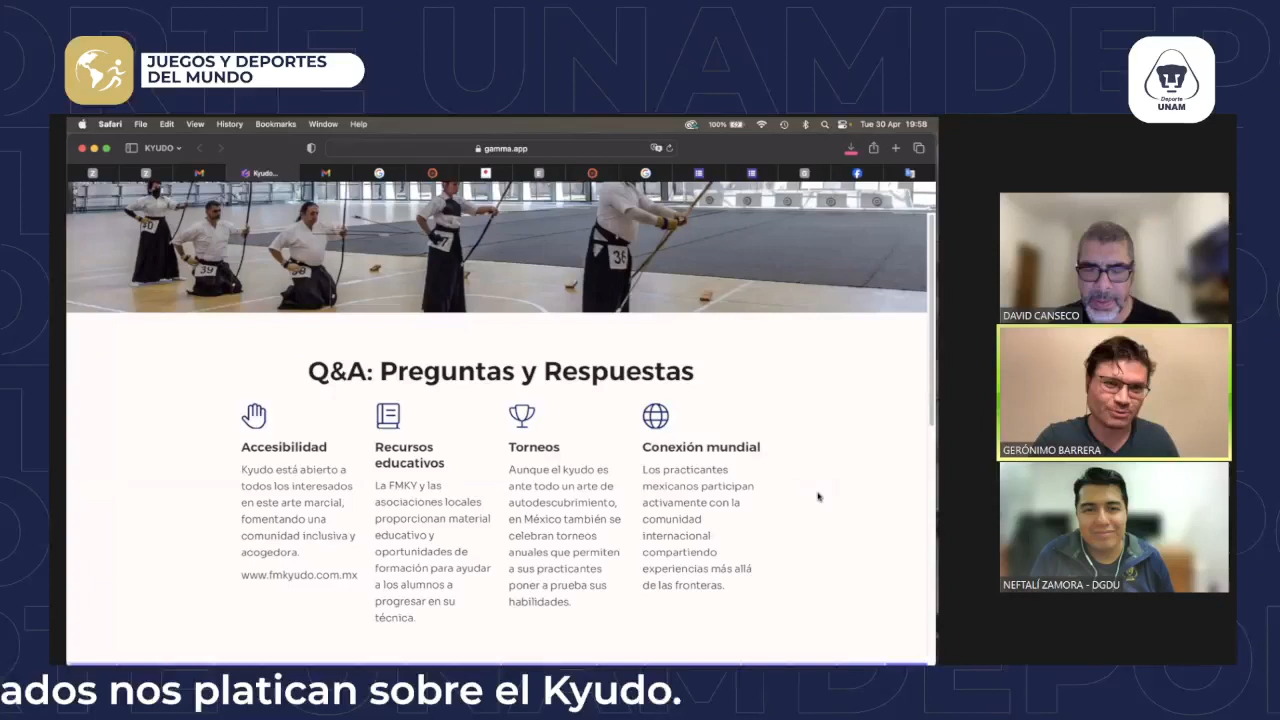 JUEGOS Y DEPORTES
DEL MUNDO
Deporte
UNAM
Safari File Edit View History Bookmarks Window Help
100% Tue 30 Apr 19:58
KYUDO
gamma.app
Kyudo...
40
39
38
7
36
Q&A: Preguntas y Respuestas
Accesibilidad
Kyudo está abierto a
todos los interesados
en este arte marcial,
fomentando una
comunidad inclusiva y
acogedora.
www.fmkyudo.com.mx
Recursos
educativos
La FMKY y las
asociaciones locales
proporcionan material
educativo y
oportunidades de
formación para ayudar
a los alumnos a
progresar en su
técnica.
Torneos
Aunque el kyudo es
ante todo un arte de
autodescubrimiento,
en México también se
celebran torneos
anuales que permiten
a sus practicantes
poner a prueba sus
habilidades.
Conexión mundial
Los practicantes
mexicanos participan
activamente con la
comunidad
internacional
compartiendo
experiencias más allá
de las fronteras.
DAVID CANSECO
GERÓNIMO BARRERA
NEFTALÍ ZAMORA - DGDU
ados nos platican sobre el Kyudo.